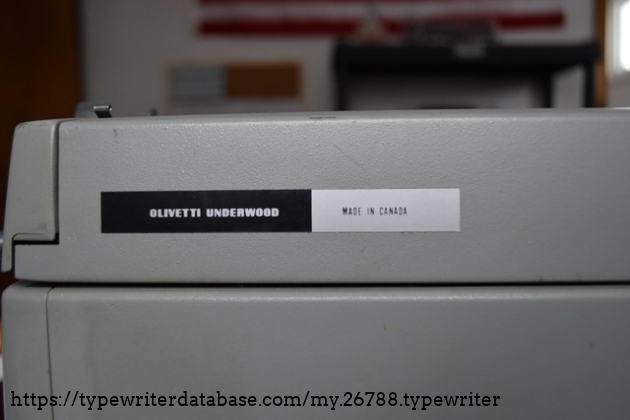 OLIVETTI UNDERWOOD MADE IN CANADA
https://typewriterdatabase.com/my.26788.typewriter